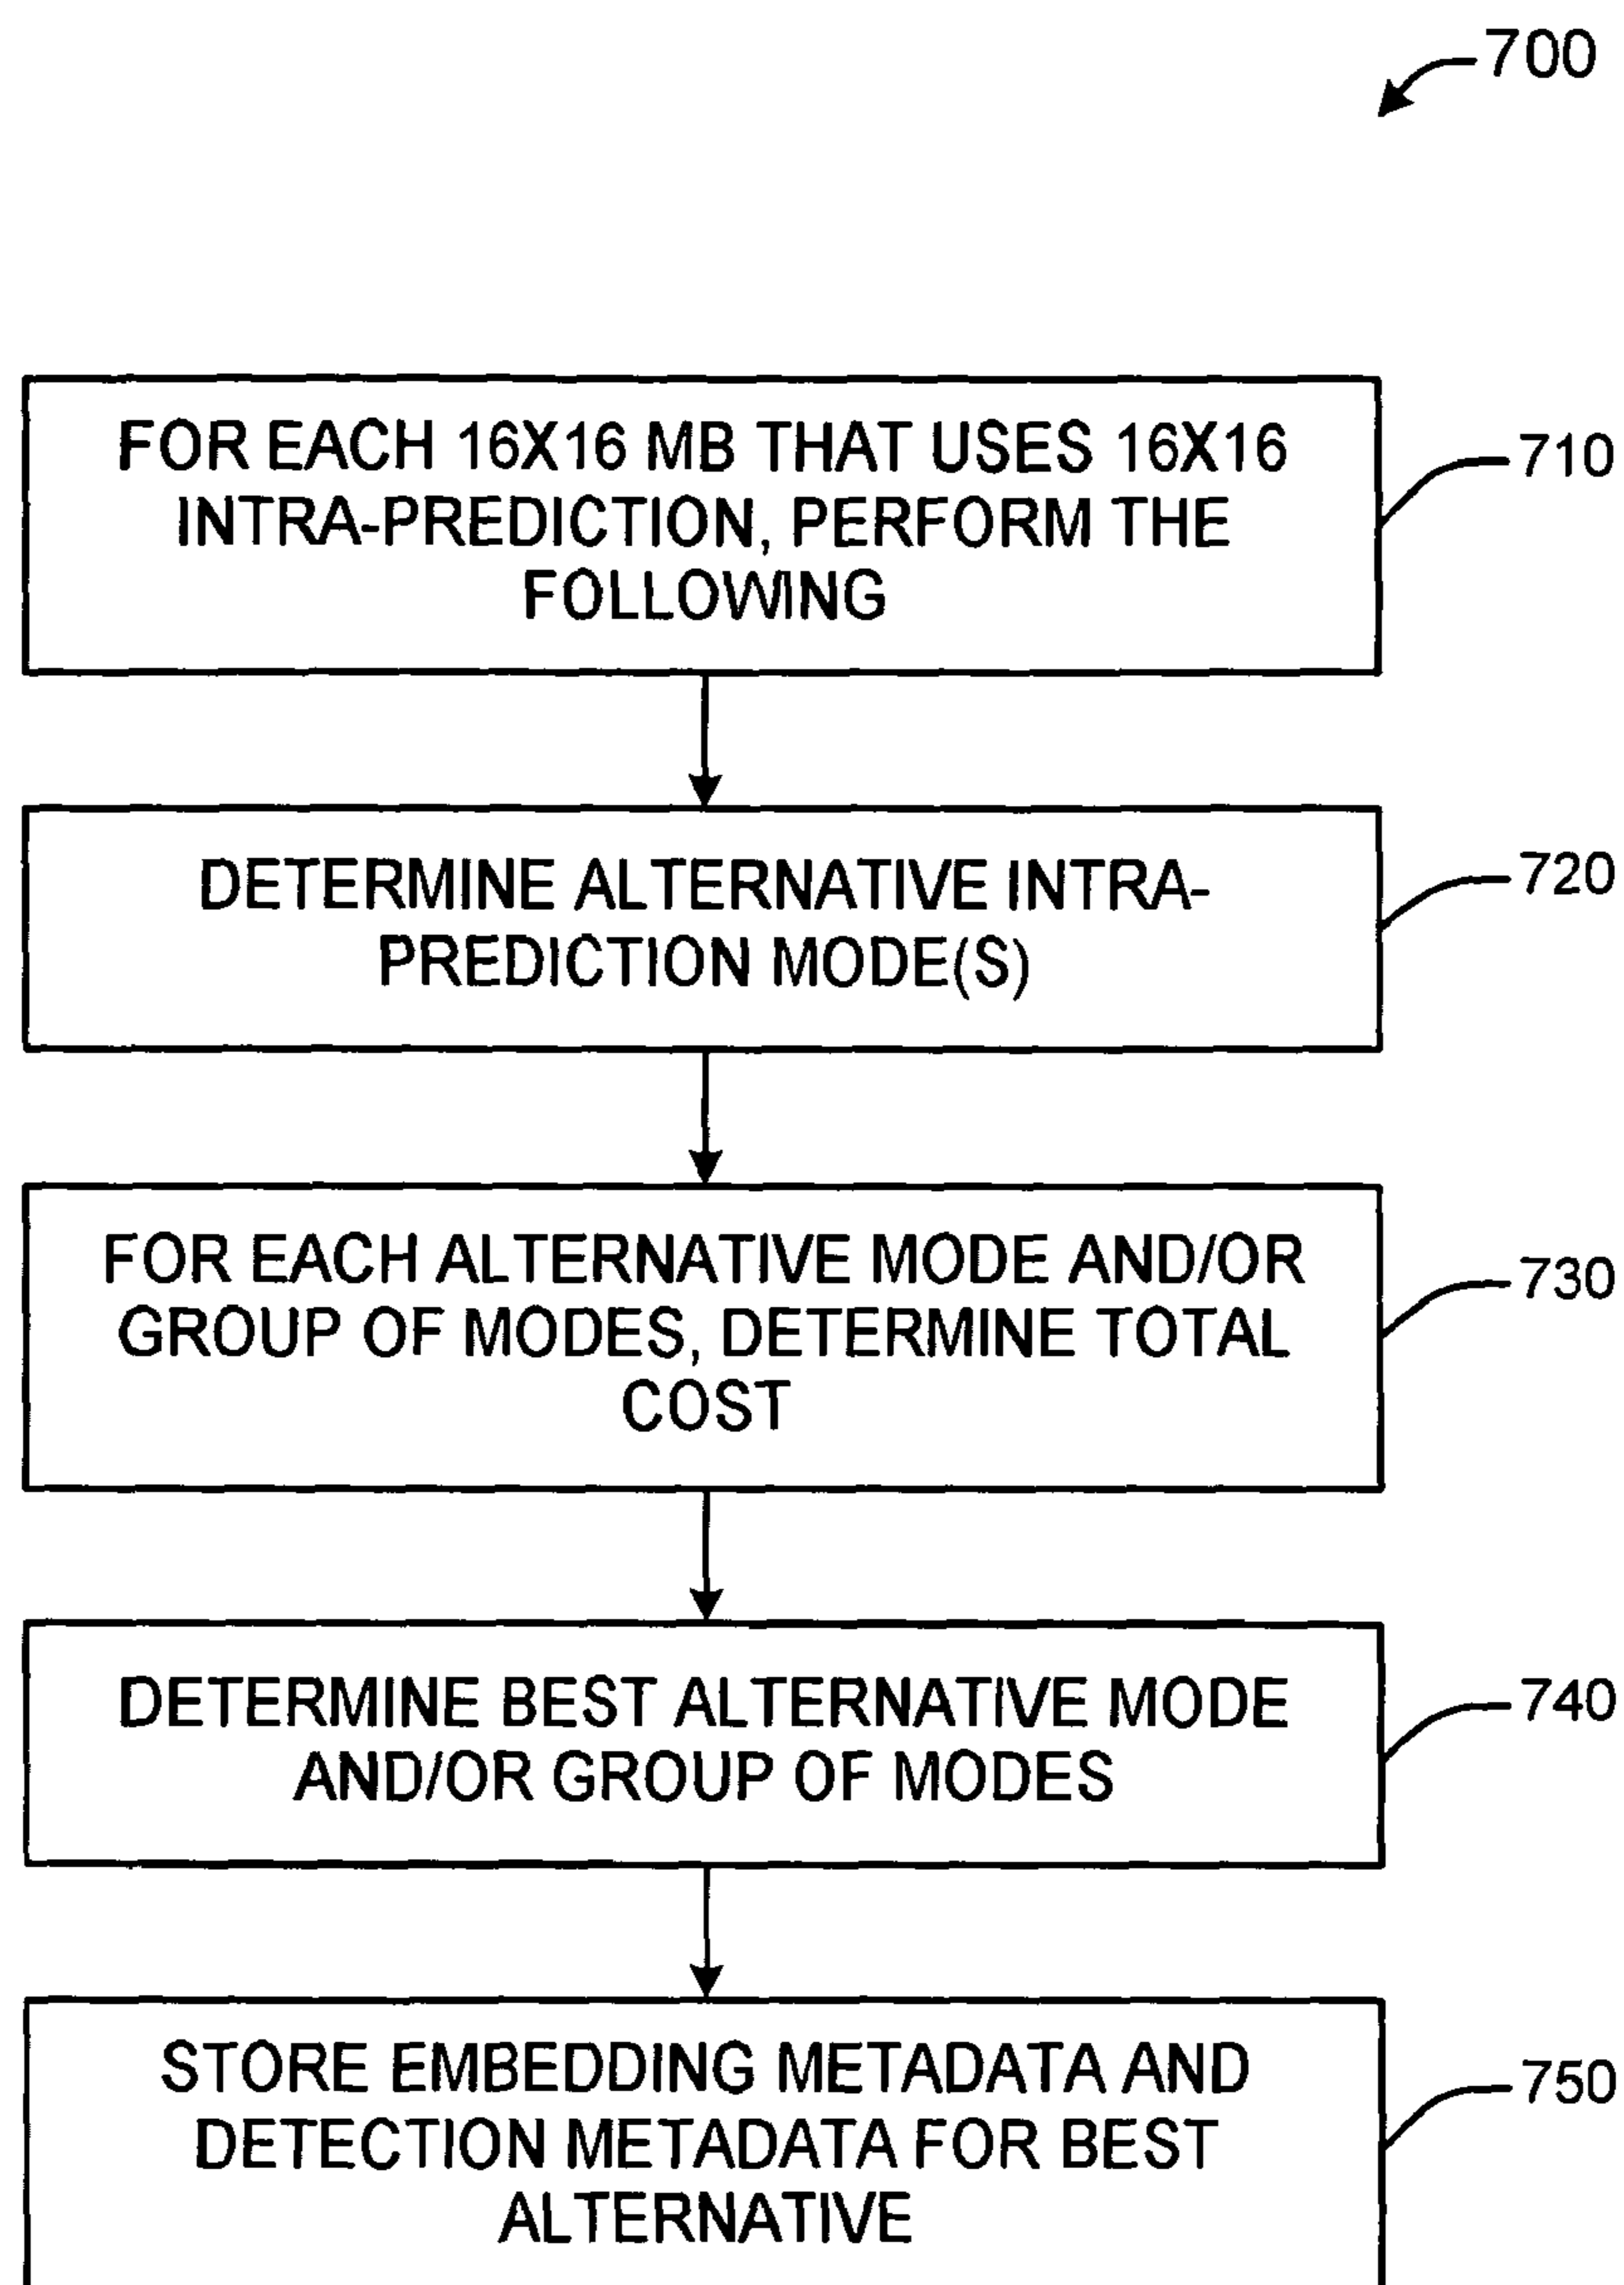 700
FOR EACH 16X16 MB THAT USES 16X16
INTRA-PREDICTION, PERFORM THE
FOLLOWING
710
DETERMINE ALTERNATIVE INTRA-
PREDICTION MODE(S)
720
FOR EACH ALTERNATIVE MODE AND/OR
GROUP OF MODES, DETERMINE TOTAL
COST
730
DETERMINE BEST ALTERNATIVE MODE
AND/OR GROUP OF MODES
740
STORE EMBEDDING METADATA AND
DETECTION METADATA FOR BEST
ALTERNATIVE
750